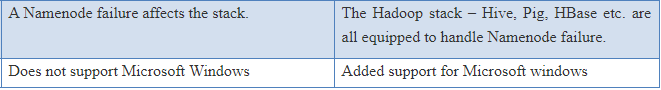 A Namenode failure affects the stack.
The Hadoop stack – Hive, Pig, HBase etc. are
all equipped to handle Namenode failure.
Does not support Microsoft Windows
Added support for Microsoft windows